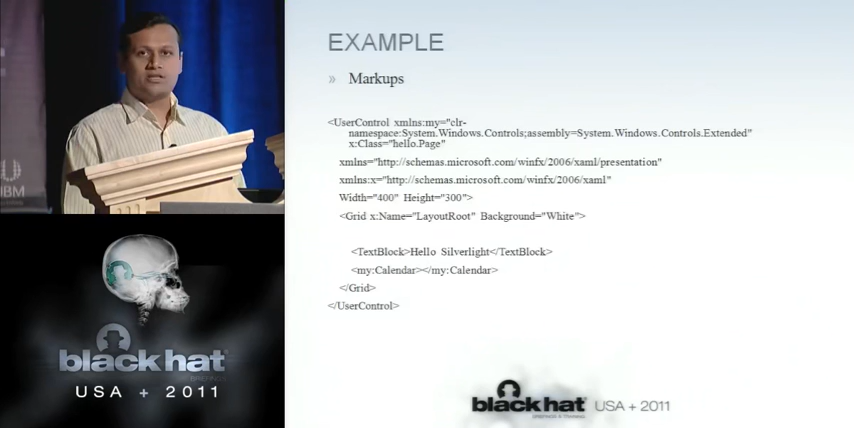 UBM
black hat
USA + 2011
EXAMPLE
» Markups
<UserControl xmlns:my="clr-
namespace:System.Windows.Controls;assembly=System.Windows.Controls.Extended"
x:Class="hello.Page"
xmlns="http://schemas.microsoft.com/winfx/2006/xaml/presentation"
xmlns:x="http://schemas.microsoft.com/winfx/2006/xaml"
Width="400" Height="300">
<Grid x:Name="LayoutRoot" Background="White">
<TextBlock>Hello Silverlight</TextBlock>
<my:Calendar></my:Calendar>
</Grid>
</UserControl>
black hat USA + 2011